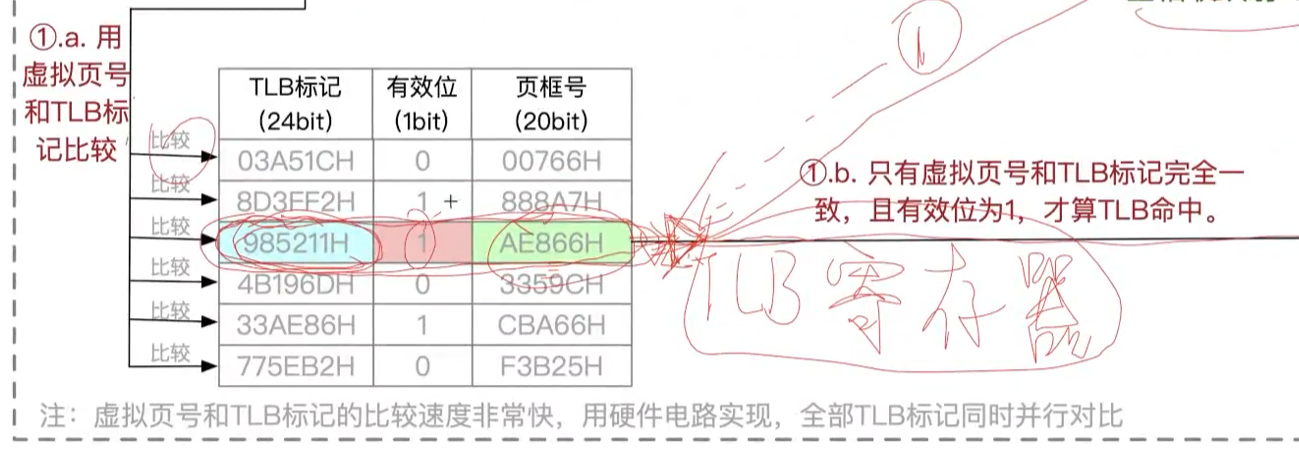 ①.a. 用
虚拟页号
和TLB标
记比较
TLB标记 有效位 页框号
(24bit) (1bit) (20bit)
比较 03A51CH 0 00766H
比较 8D3FF2H 1 888A7H
比较 985211H 1 AE866H
比较 4B196DH 0 3359CH
比较 33AE86H 1 CBA66H
比较 775EB2H 0 F3B25H
①.b. 只有虚拟页号和TLB标记完全一
致，且有效位为1，才算TLB命中。
TLB 寄存器
注：虚拟页号和TLB标记的比较速度非常快，用硬件电路实现，全部TLB标记同时并行对比